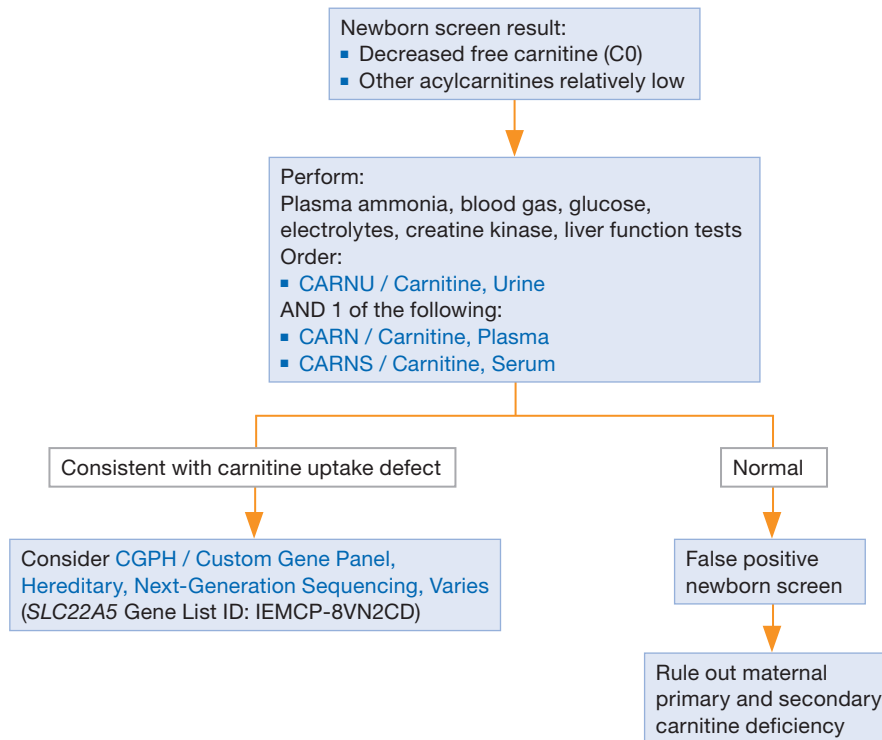 Newborn screen result:
▪ Decreased free carnitine (C0)
▪ Other acylcarnitines relatively low
Perform:
Plasma ammonia, blood gas, glucose,
electrolytes, creatine kinase, liver function tests
Order:
▪ CARNU / Carnitine, Urine
AND 1 of the following:
▪ CARN / Carnitine, Plasma
▪ CARNS / Carnitine, Serum
Consistent with carnitine uptake defect
Normal
Consider CGPH / Custom Gene Panel,
Hereditary, Next-Generation Sequencing, Varies
(SLC22A5 Gene List ID: IEMCP-8VN2CD)
False positive
newborn screen
Rule out maternal
primary and secondary
carnitine deficiency